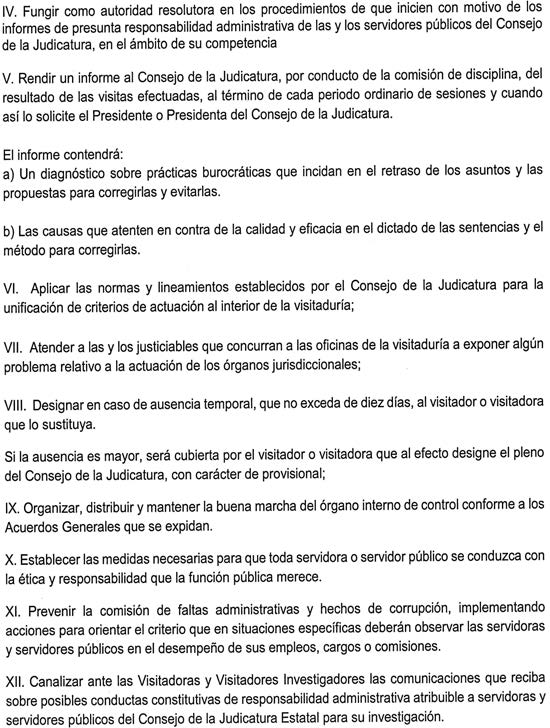 IV. Fungir como autoridad resolutora en los procedimientos de que inicien con motivo de los
informes de presunta responsabilidad administrativa de las y los servidores públicos del Consejo
de la Judicatura, en el ámbito de su competencia
V. Rendir un informe al Consejo de la Judicatura, por conducto de la comisión de disciplina, del
resultado de las visitas efectuadas, al término de cada periodo ordinario de sesiones y cuando
así lo solicite el Presidente o Presidenta del Consejo de la Judicatura.
El informe contendrá:
a) Un diagnóstico sobre prácticas burocráticas que incidan en el retraso de los asuntos y las
propuestas para corregirlas y evitarlas.
b) Las causas que atenten en contra de la calidad y eficacia en el dictado de las sentencias y el
método para corregirlas.
VI. Aplicar las normas y lineamientos establecidos por el Consejo de la Judicatura para la
unificación de criterios de actuación al interior de la visitaduría;
VII. Atender a las y los justiciables que concurran a las oficinas de la visitaduría a exponer algún
problema relativo a la actuación de los órganos jurisdiccionales;
VIII. Designar en caso de ausencia temporal, que no exceda de diez días, al visitador o visitadora
que lo sustituya.
Si la ausencia es mayor, será cubierta por el visitador o visitadora que al efecto designe el pleno
del Consejo de la Judicatura, con carácter de provisional;
IX. Organizar, distribuir y mantener la buena marcha del órgano interno de control conforme a los
Acuerdos Generales que se expidan.
X. Establecer las medidas necesarias para que toda servidora o servidor público se conduzca con
la ética y responsabilidad que la función pública merece.
XI. Prevenir la comisión de faltas administrativas y hechos de corrupción, implementando
acciones para orientar el criterio que en situaciones específicas deberán observar las servidoras
y servidores públicos en el desempeño de sus empleos, cargos o comisiones.
XII. Canalizar ante las Visitadoras y Visitadores Investigadores las comunicaciones que reciba
sobre posibles conductas constitutivas de responsabilidad administrativa atribuible a servidoras y
servidores públicos del Consejo de la Judicatura Estatal para su investigación.